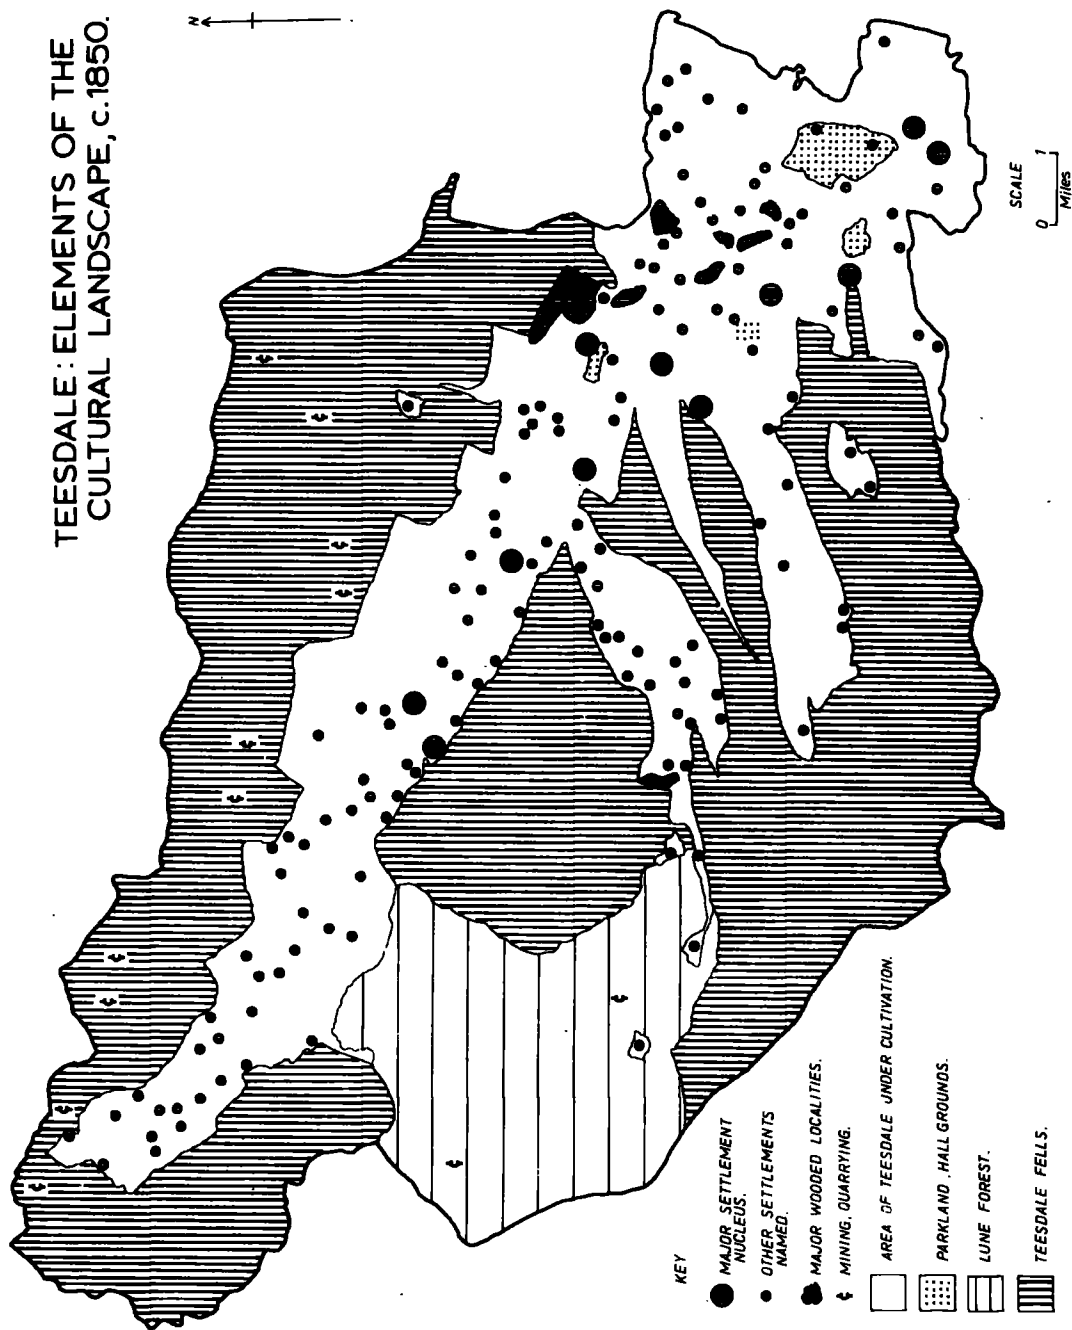 TEESDALE : ELEMENTS OF THE
CULTURAL LANDSCAPE, c.1850.
N
SCALE
0 1
Miles
KEY
MAJOR SETTLEMENT
NUCLEUS.
OTHER SETTLEMENTS
NAMED.
MAJOR WOODED LOCALITIES.
MINING, QUARRYING.
AREA OF TEESDALE UNDER CULTIVATION.
PARKLAND, HALL GROUNDS.
LUNE FOREST.
TEESDALE FELLS.